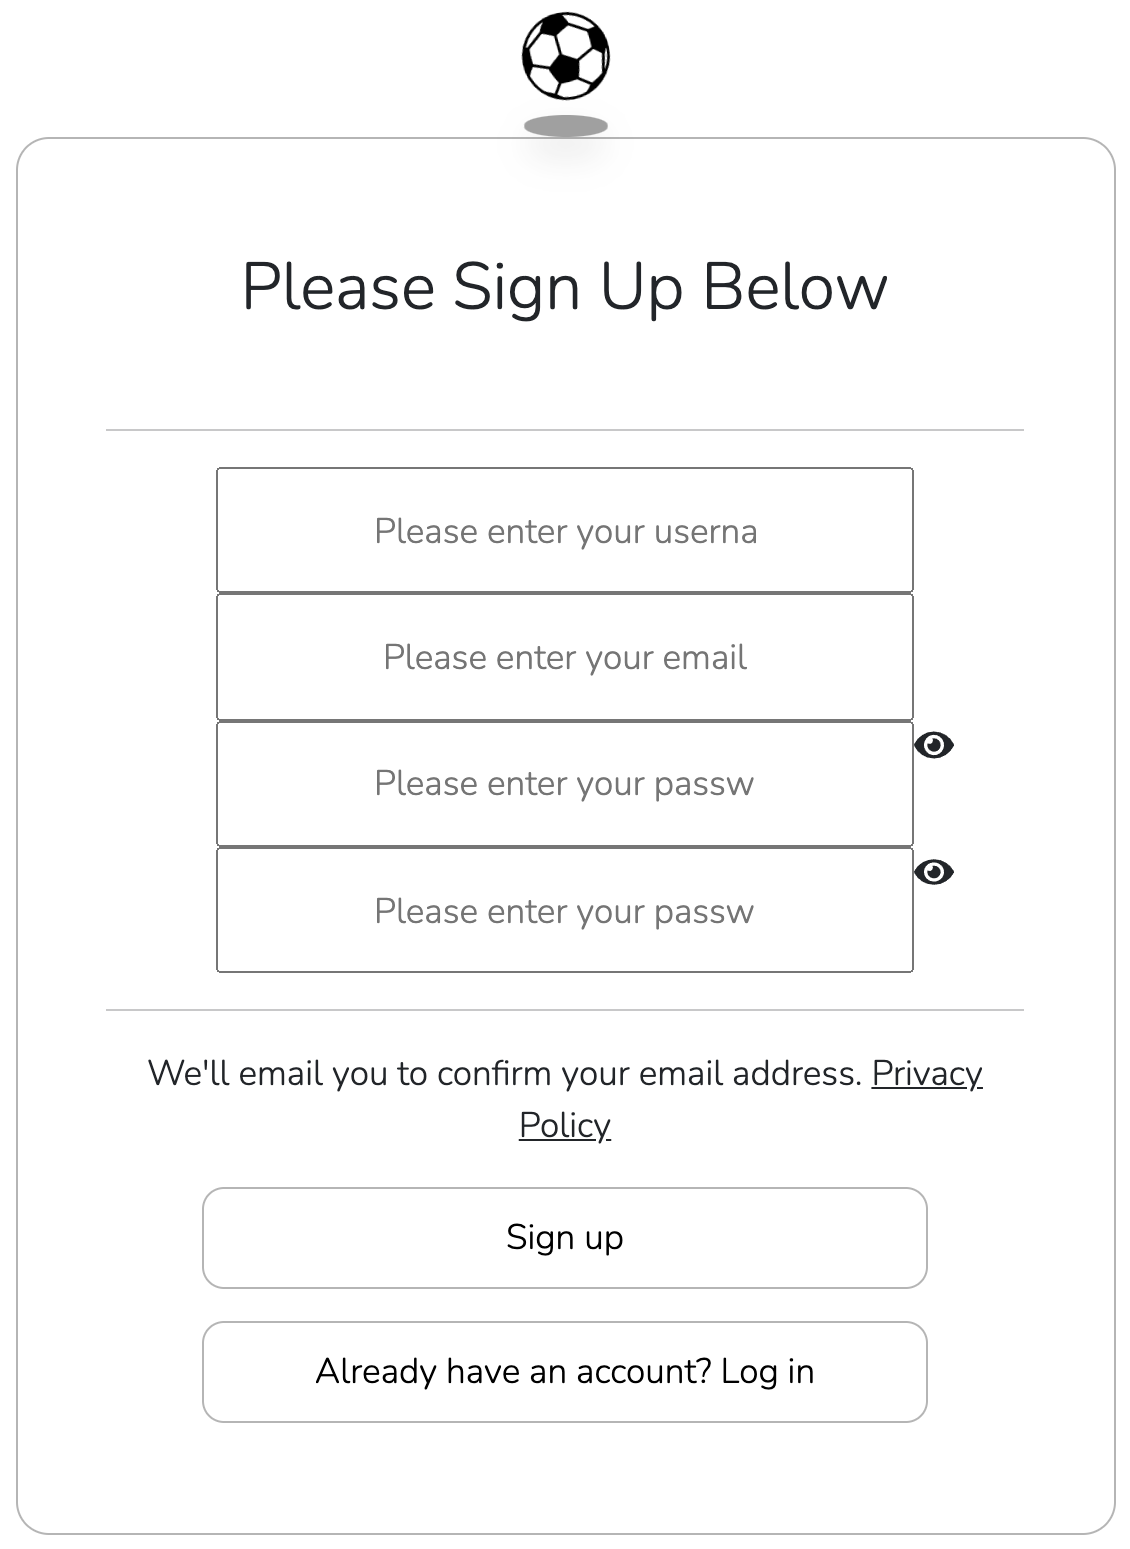 Please Sign Up Below
Please enter your userna
Please enter your email
Please enter your passw
Please enter your passw
We'll email you to confirm your email address. Privacy
Policy
Sign up
Already have an account? Log in